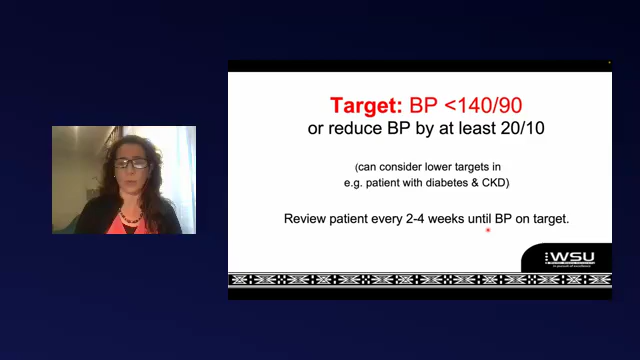 Target: BP <140/90
or reduce BP by at least 20/10
(can consider lower targets in
e.g. patient with diabetes & CKD)
Review patient every 2-4 weeks until BP on target.
WSU